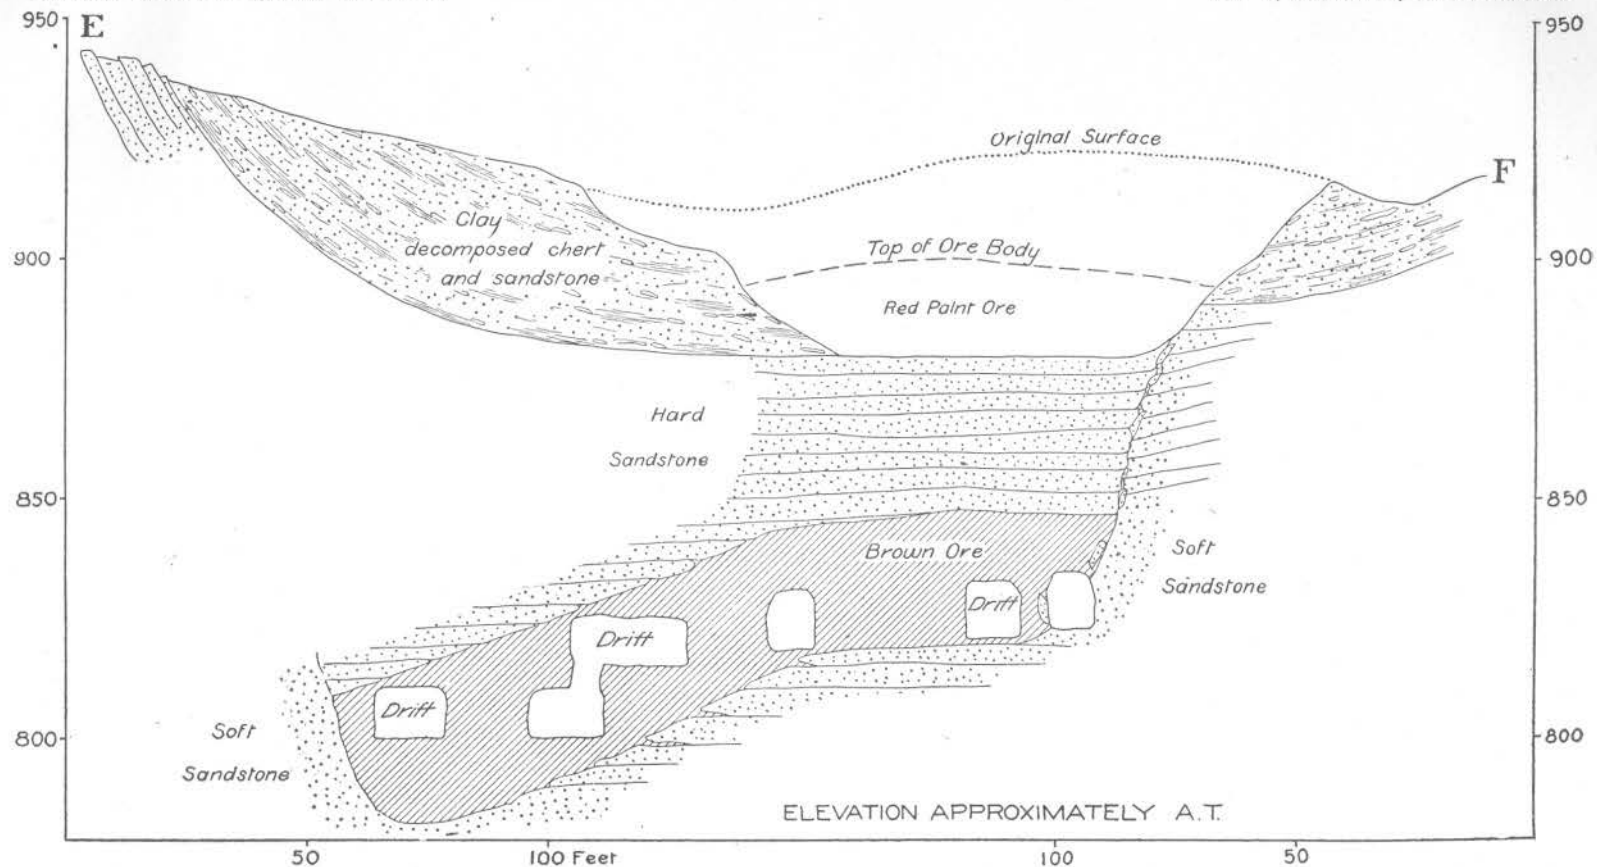 950
E
950
Original Surface
F
Clay
decomposed chert
and sandstone
Top of Ore Body
900
900
Red Paint Ore
Hard
Sandstone
850
850
Brown Ore
Soft
Sandstone
Drift
Drift
Drift
Soft
Sandstone
800
800
ELEVATION APPROXIMATELY A.T.
50
100 Feet
100
50